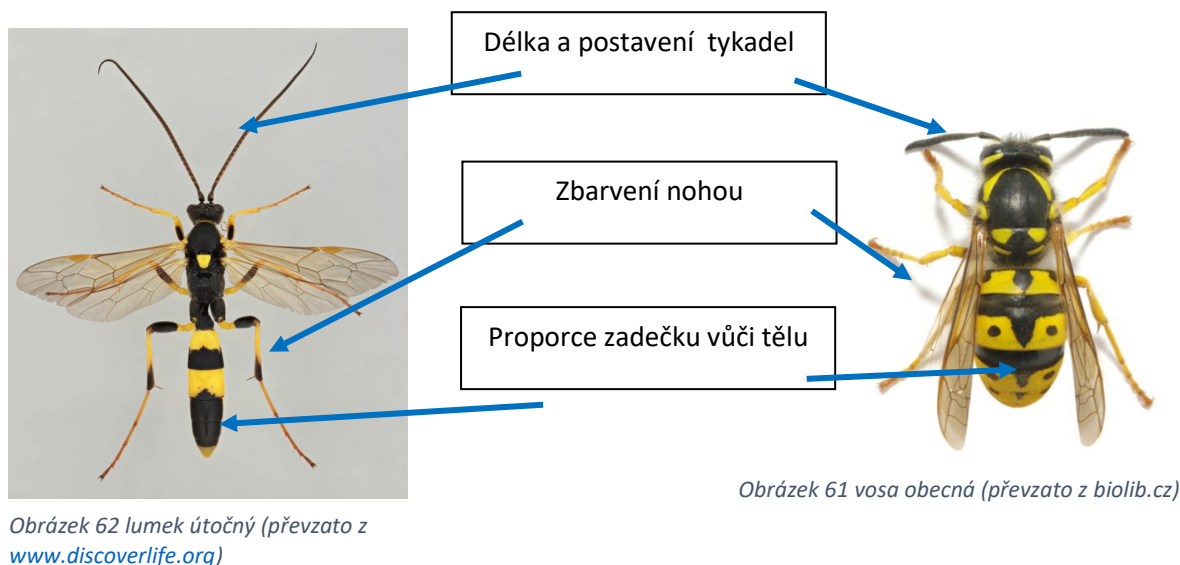 Délka a postavení tykadel
Zbarvení nohou
Proporce zadečku vůči tělu
Obrázek 61 vosa obecná (převzato z biolib.cz)
Obrázek 62 lumek útočný (převzato z
www.discoverlife.org)